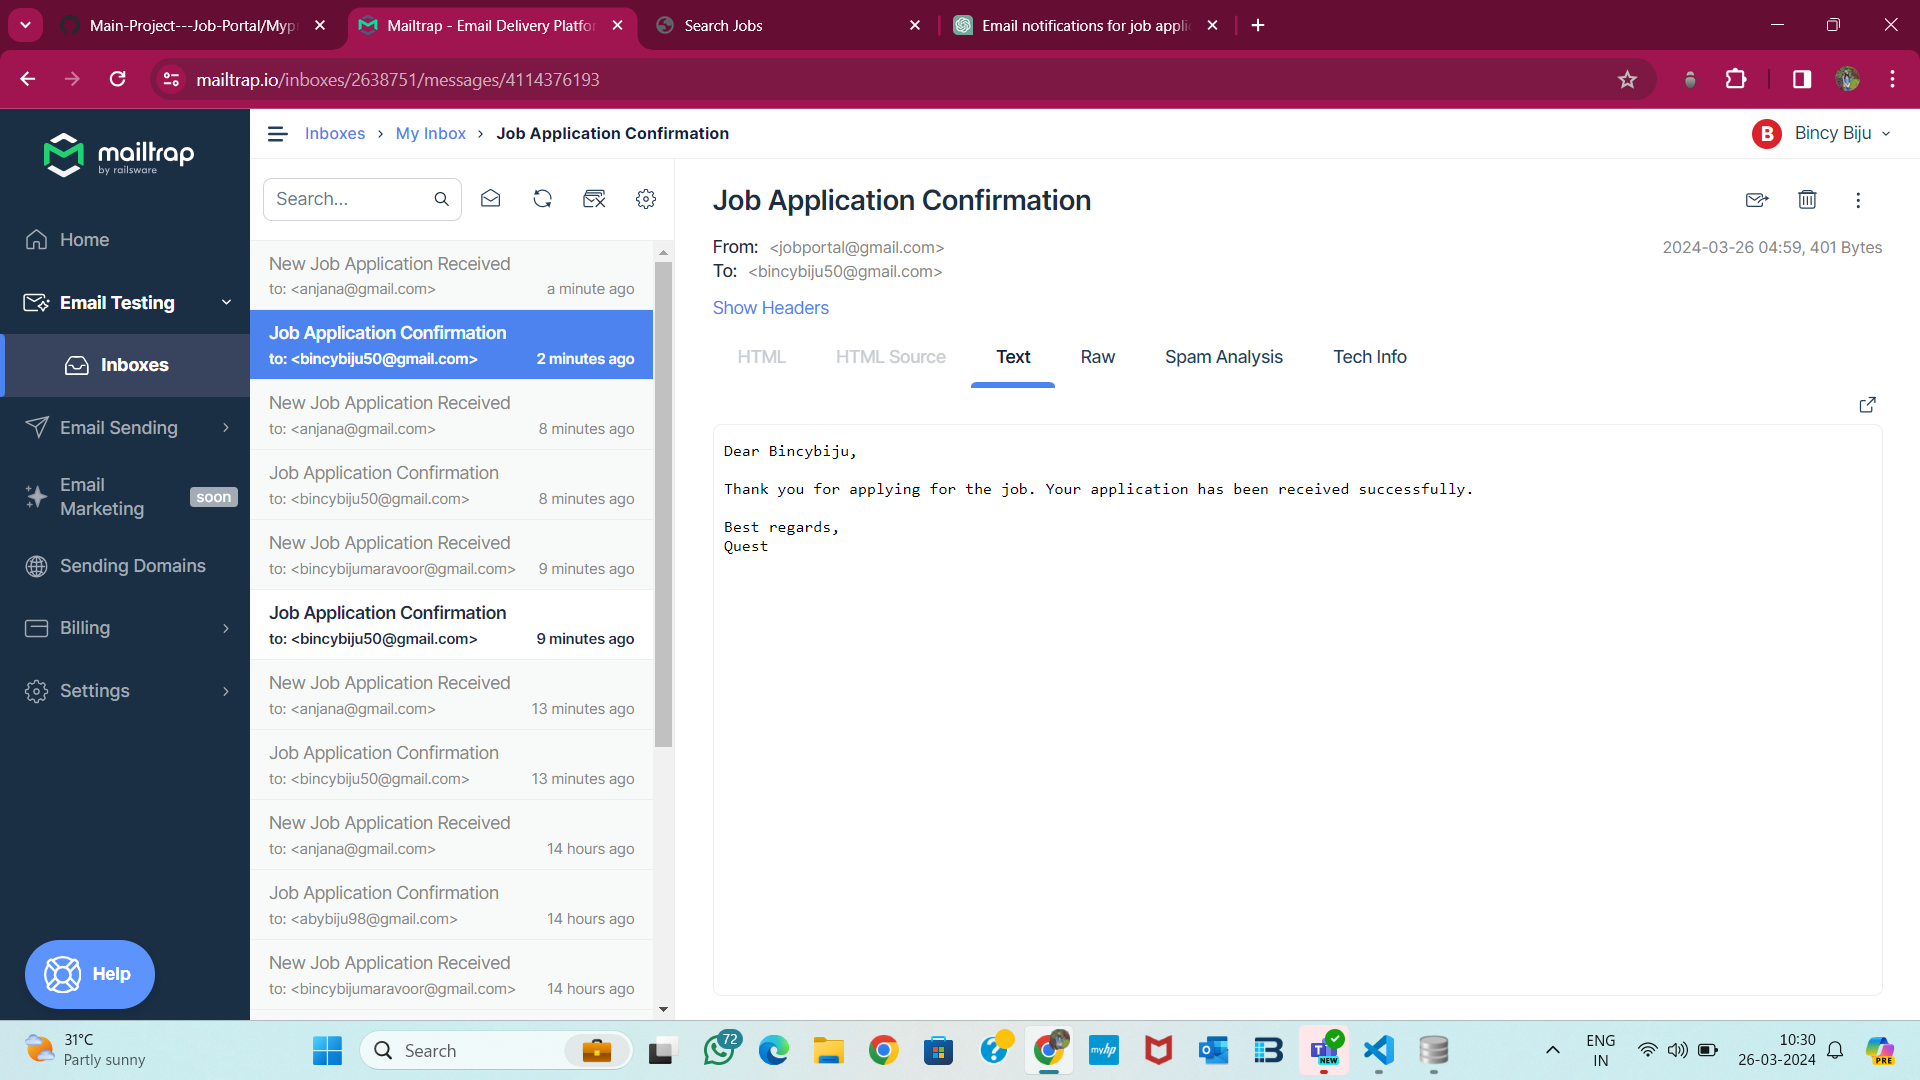 Main-Project---Job-Portal/Myp
Mailtrap - Email Delivery Platfo
Search Jobs
Email notifications for job appli
mailtrap.io/inboxes/2638751/messages/4114376193
mailtrap
by railsware
Inboxes › My Inbox › Job Application Confirmation
B Bincy Biju
Home
Email Testing
Inboxes
Email Sending
Email
Marketing
soon
Sending Domains
Billing
Settings
Help
Search...
New Job Application Received
to: <anjana@gmail.com> a minute ago
Job Application Confirmation
to: <bincybiju50@gmail.com> 2 minutes ago
New Job Application Received
to: <anjana@gmail.com> 8 minutes ago
Job Application Confirmation
to: <bincybiju50@gmail.com> 8 minutes ago
New Job Application Received
to: <bincybijumaravoor@gmail.com> 9 minutes ago
Job Application Confirmation
to: <bincybiju50@gmail.com> 9 minutes ago
New Job Application Received
to: <anjana@gmail.com> 13 minutes ago
Job Application Confirmation
to: <bincybiju50@gmail.com> 13 minutes ago
New Job Application Received
to: <anjana@gmail.com> 14 hours ago
Job Application Confirmation
to: <abybiju98@gmail.com> 14 hours ago
New Job Application Received
to: <bincybijumaravoor@gmail.com> 14 hours ago
Job Application Confirmation
From: <jobportal@gmail.com>
2024-03-26 04:59, 401 Bytes
To: <bincybiju50@gmail.com>
Show Headers
HTML HTML Source Text Raw Spam Analysis Tech Info
Dear Bincybiju,
Thank you for applying for the job. Your application has been received successfully.
Best regards,
Quest
31°C
Partly sunny
Search
72
myhp
NEW
ENG
IN
10:30
26-03-2024
PRE